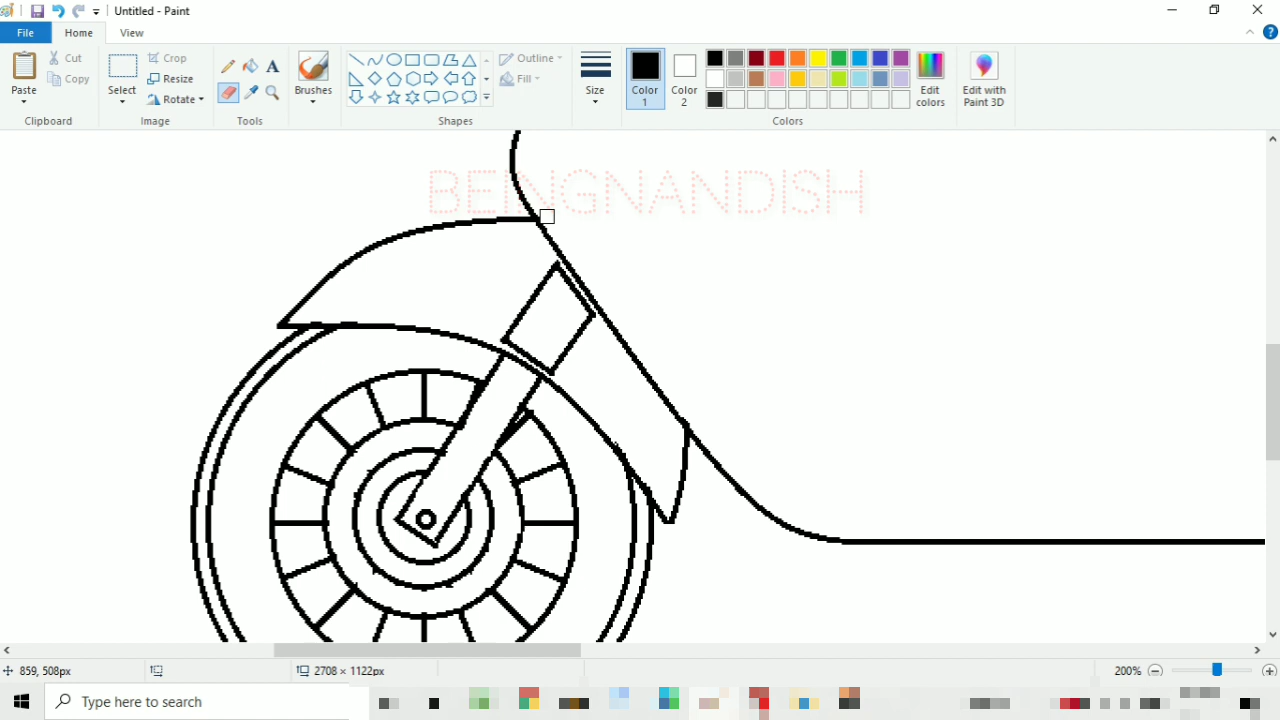 Untitled - Paint
File Home View
Paste Cut Copy Select Crop Resize Rotate Brushes Outline Fill Size Color 1 Color 2 Edit colors Edit with Paint 3D
Clipboard Image Tools Shapes Colors
BEINGNANDISH
859, 508px 2708 × 1122px 200%
Type here to search